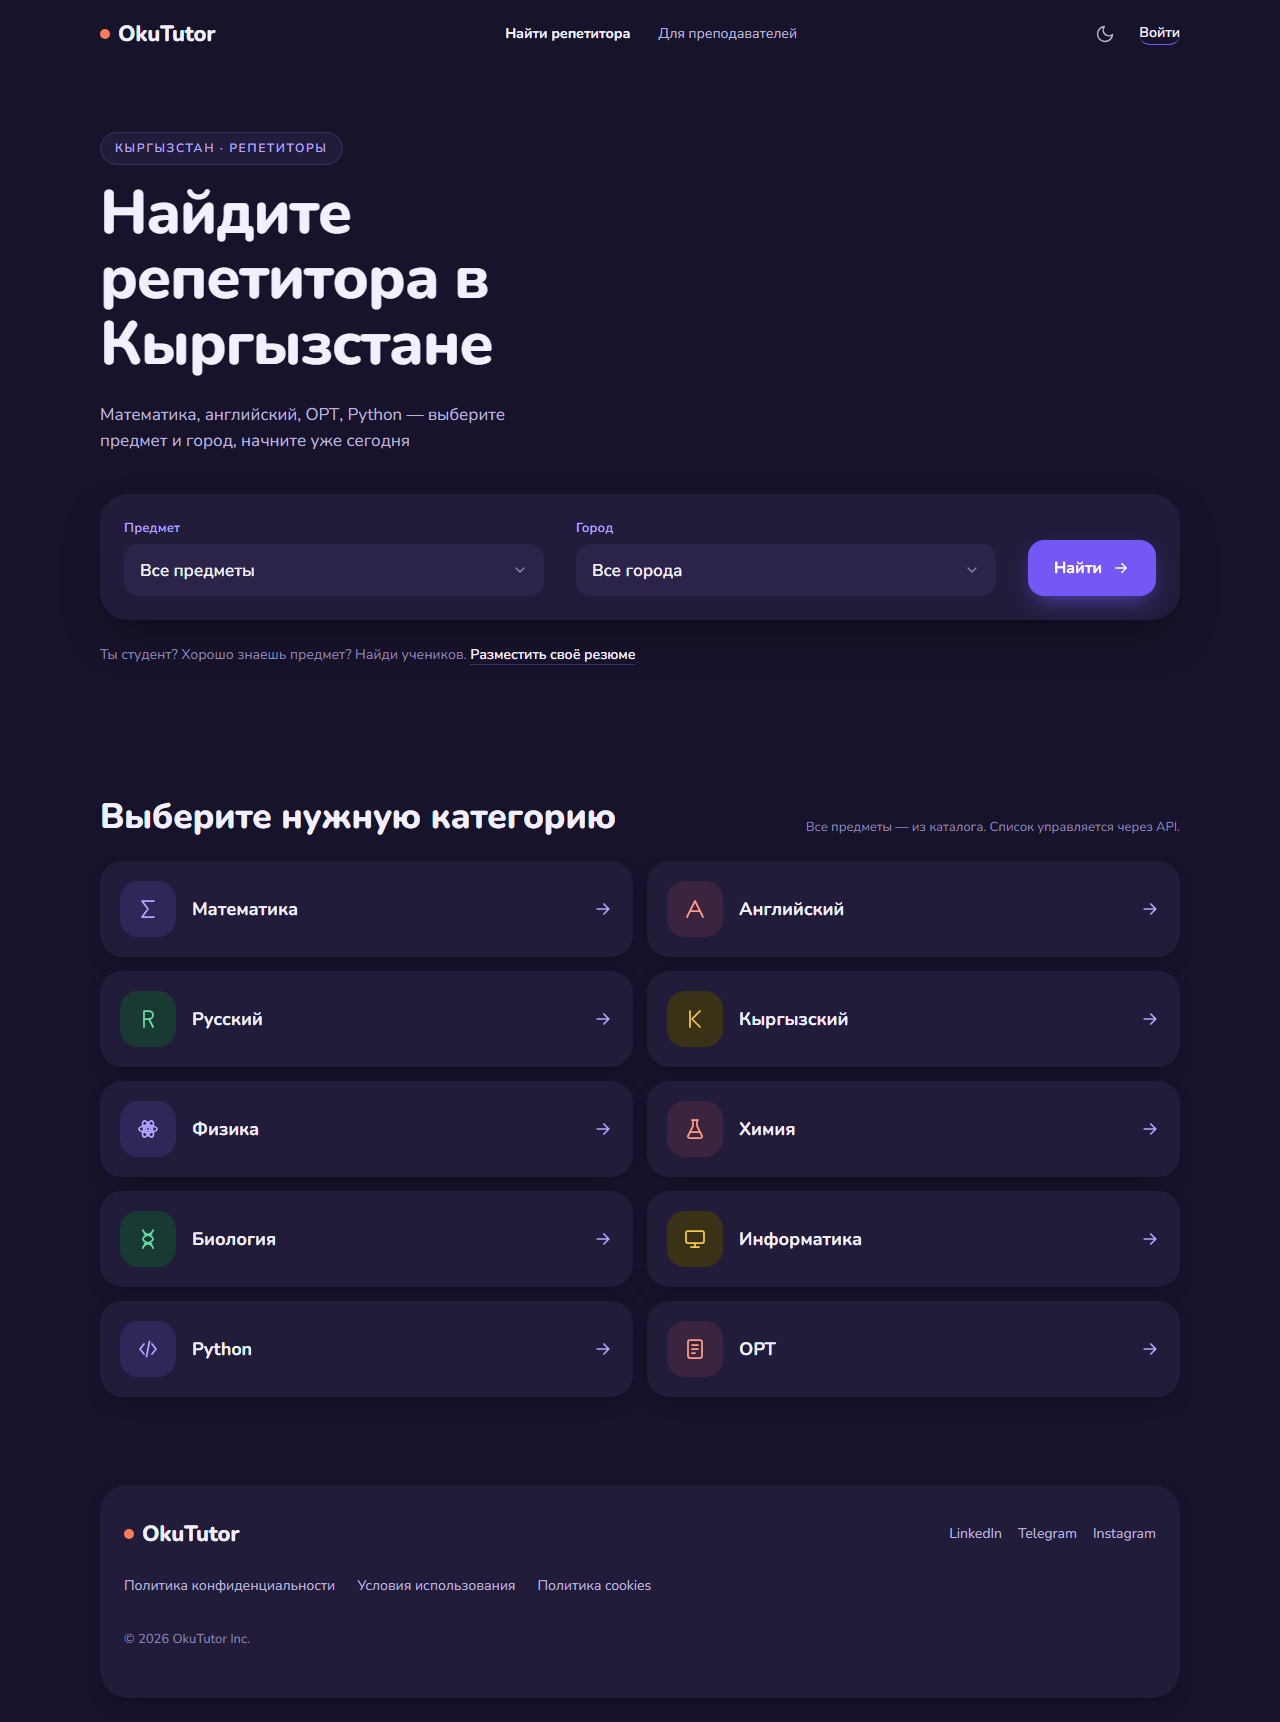 OkuTutor
Найти репетитора
Для преподавателей
Войти
КЫРГЫЗСТАН · РЕПЕТИТОРЫ
Найдите
репетитора в
Кыргызстане
Математика, английский, ОРТ, Python — выберите
предмет и город, начните уже сегодня
Предмет
Город
Все предметы
Все города
Найти
Ты студент? Хорошо знаешь предмет? Найди учеников. Разместить своё резюме
Выберите нужную категорию
Все предметы — из каталога. Список управляется через API.
Математика
Английский
Русский
Кыргызский
Физика
Химия
Биология
Информатика
Python
ОРТ
OkuTutor
LinkedIn
Telegram
Instagram
Политика конфиденциальности
Условия использования
Политика cookies
© 2026 OkuTutor Inc.